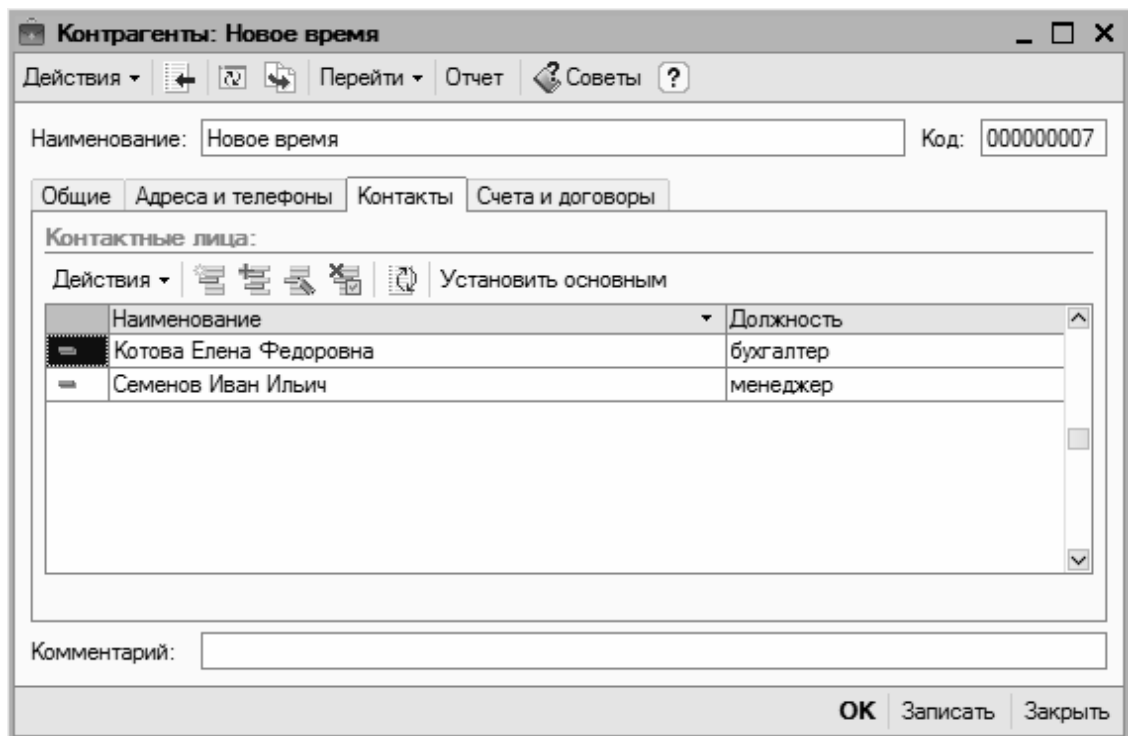 Контрагенты: Новое время
Действия Перейти Отчет Советы ?
Наименование: Новое время Код: 000000007
Общие Адреса и телефоны Контакты Счета и договоры
Контактные лица:
Действия Установить основным
Наименование Должность
Котова Елена Федоровна бухгалтер
Семенов Иван Ильич менеджер
Комментарий:
OK Записать Закрыть